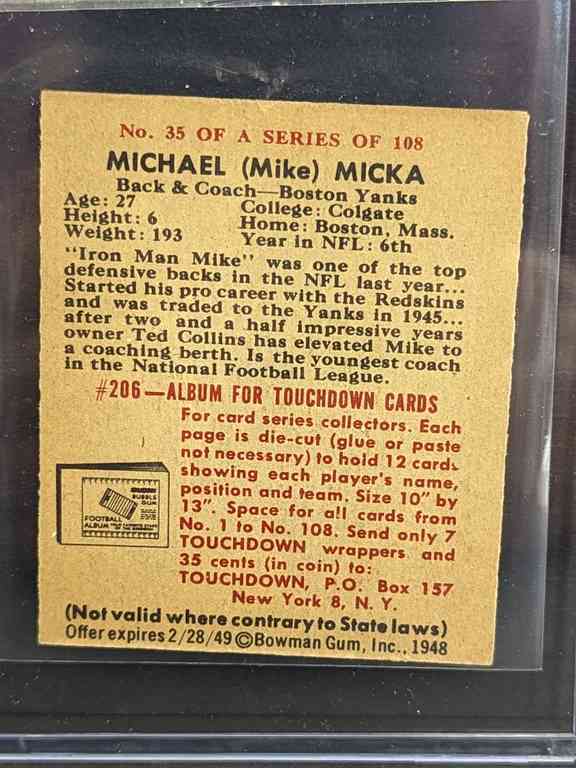 No. 35 OF A SERIES OF 108
MICHAEL (Mike) MICKA
Back & Coach—Boston Yanks
Age: 27 College: Colgate
Height: 6 Home: Boston, Mass.
Weight: 193 Year in NFL: 6th
"Iron Man Mike" was one of the top
defensive backs in the NFL last year...
Started his pro career with the Redskins
and was traded to the Yanks in 1945...
after two and a half impressive years
owner Ted Collins has elevated Mike to
a coaching berth. Is the youngest coach
in the National Football League.
#206—ALBUM FOR TOUCHDOWN CARDS
For card series collectors. Each
page is die-cut (glue or paste
not necessary) to hold 12 cards
showing each player's name,
position and team. Size 10" by
13". Space for all cards from
No. 1 to No. 108. Send only 7
TOUCHDOWN wrappers and
35 cents (in coin) to:
TOUCHDOWN, P.O. Box 157
New York 8, N. Y.
BUBBLE
GUM
FOOTBALL
ALBUM
(Not valid where contrary to State laws)
Offer expires 2/28/49 ©Bowman Gum, Inc., 1948